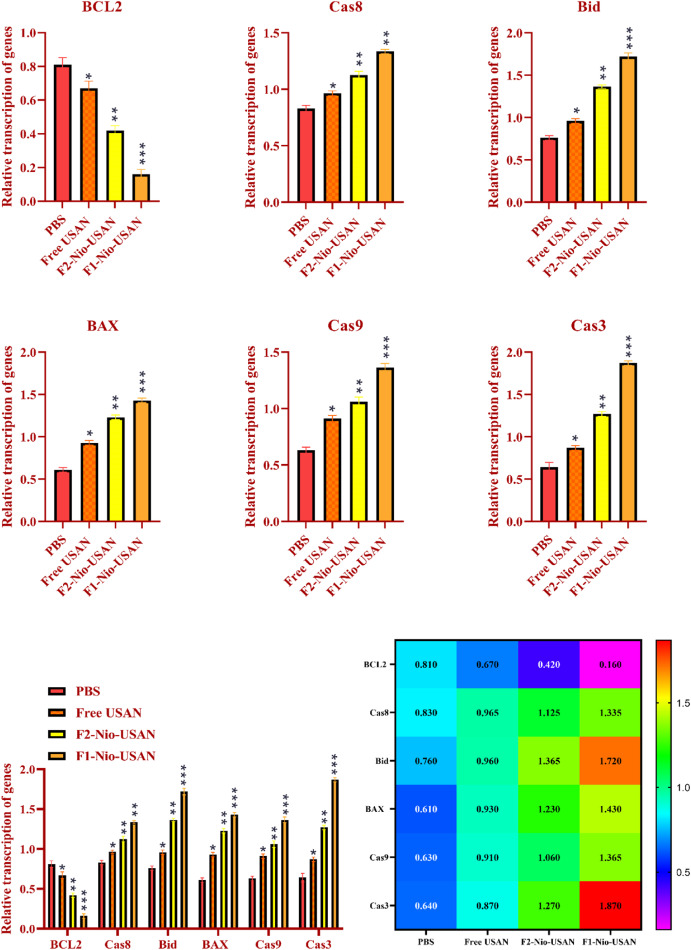 BCL2
Relative transcription of genes
1.0
0.8
0.6
0.4
0.2
0.0
*
**
***
PBS
Free USAN
F2-Nio-USAN
F1-Nio-USAN
Cas8
Relative transcription of genes
1.5
1.0
0.5
0.0
*
**
**
PBS
Free USAN
F2-Nio-USAN
F1-Nio-USAN
Bid
Relative transcription of genes
2.0
1.5
1.0
0.5
0.0
*
**
***
PBS
Free USAN
F2-Nio-USAN
F1-Nio-USAN
BAX
Relative transcription of genes
2.0
1.5
1.0
0.5
0.0
*
**
***
PBS
Free USAN
F2-Nio-USAN
F1-Nio-USAN
Cas9
Relative transcription of genes
1.5
1.0
0.5
0.0
*
**
***
PBS
Free USAN
F2-Nio-USAN
F1-Nio-USAN
Cas3
Relative transcription of genes
2.0
1.5
1.0
0.5
0.0
*
**
***
PBS
Free USAN
F2-Nio-USAN
F1-Nio-USAN
PBS
Free USAN
F2-Nio-USAN
F1-Nio-USAN
Relative transcription of genes
2.0
1.5
1.0
0.5
0.0
* ** *** * ** ** * ** *** * ** *** * ** *** * ** ***
BCL2 Cas8 Bid BAX Cas9 Cas3
BCL2 0.810 0.670 0.420 0.160
Cas8 0.830 0.965 1.125 1.335
Bid 0.760 0.960 1.365 1.720
BAX 0.610 0.930 1.230 1.430
Cas9 0.630 0.910 1.060 1.365
Cas3 0.640 0.870 1.270 1.870
PBS Free USAN F2-Nio-USAN F1-Nio-USAN
1.5
1.0
0.5